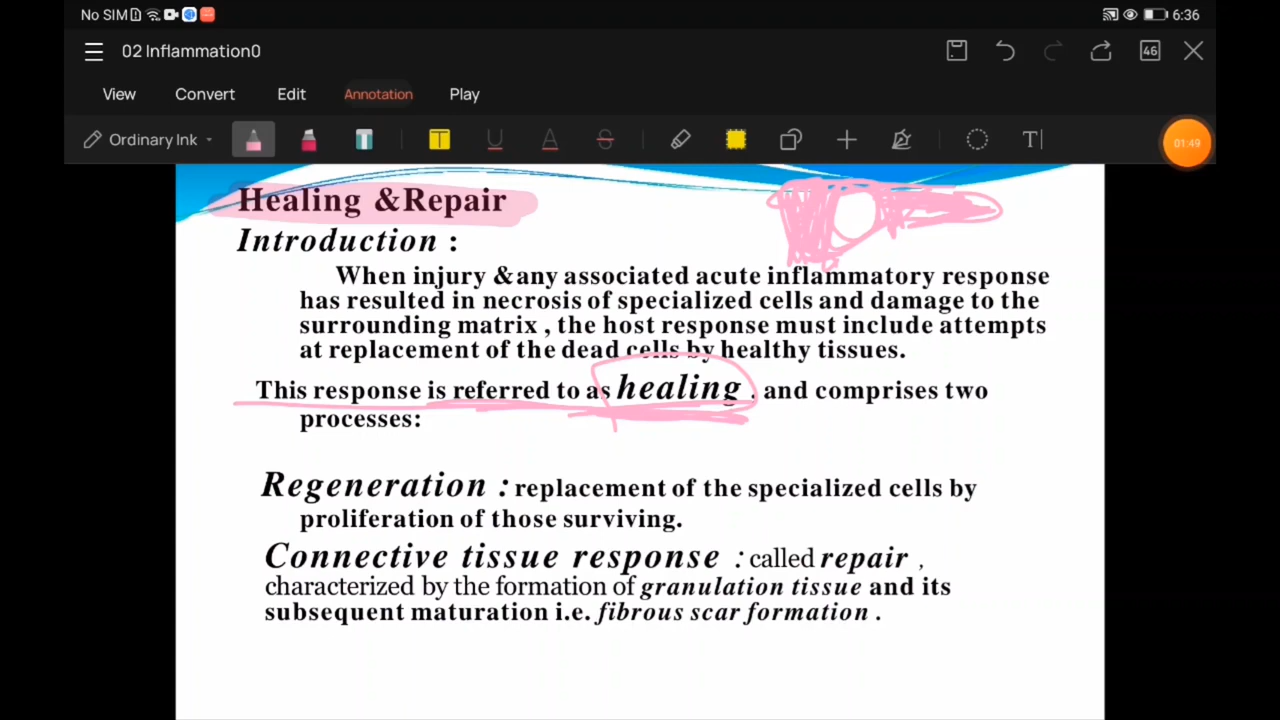 No SIM 6:36
02 Inflammation0 46
View Convert Edit Annotation Play
Ordinary Ink T U A S T 01:49
Healing &Repair
Introduction :
When injury &any associated acute inflammatory response
has resulted in necrosis of specialized cells and damage to the
surrounding matrix , the host response must include attempts
at replacement of the dead cells by healthy tissues.
This response is referred to as healing . and comprises two
processes:
Regeneration : replacement of the specialized cells by
proliferation of those surviving.
Connective tissue response : called repair ,
characterized by the formation of granulation tissue and its
subsequent maturation i.e. fibrous scar formation .